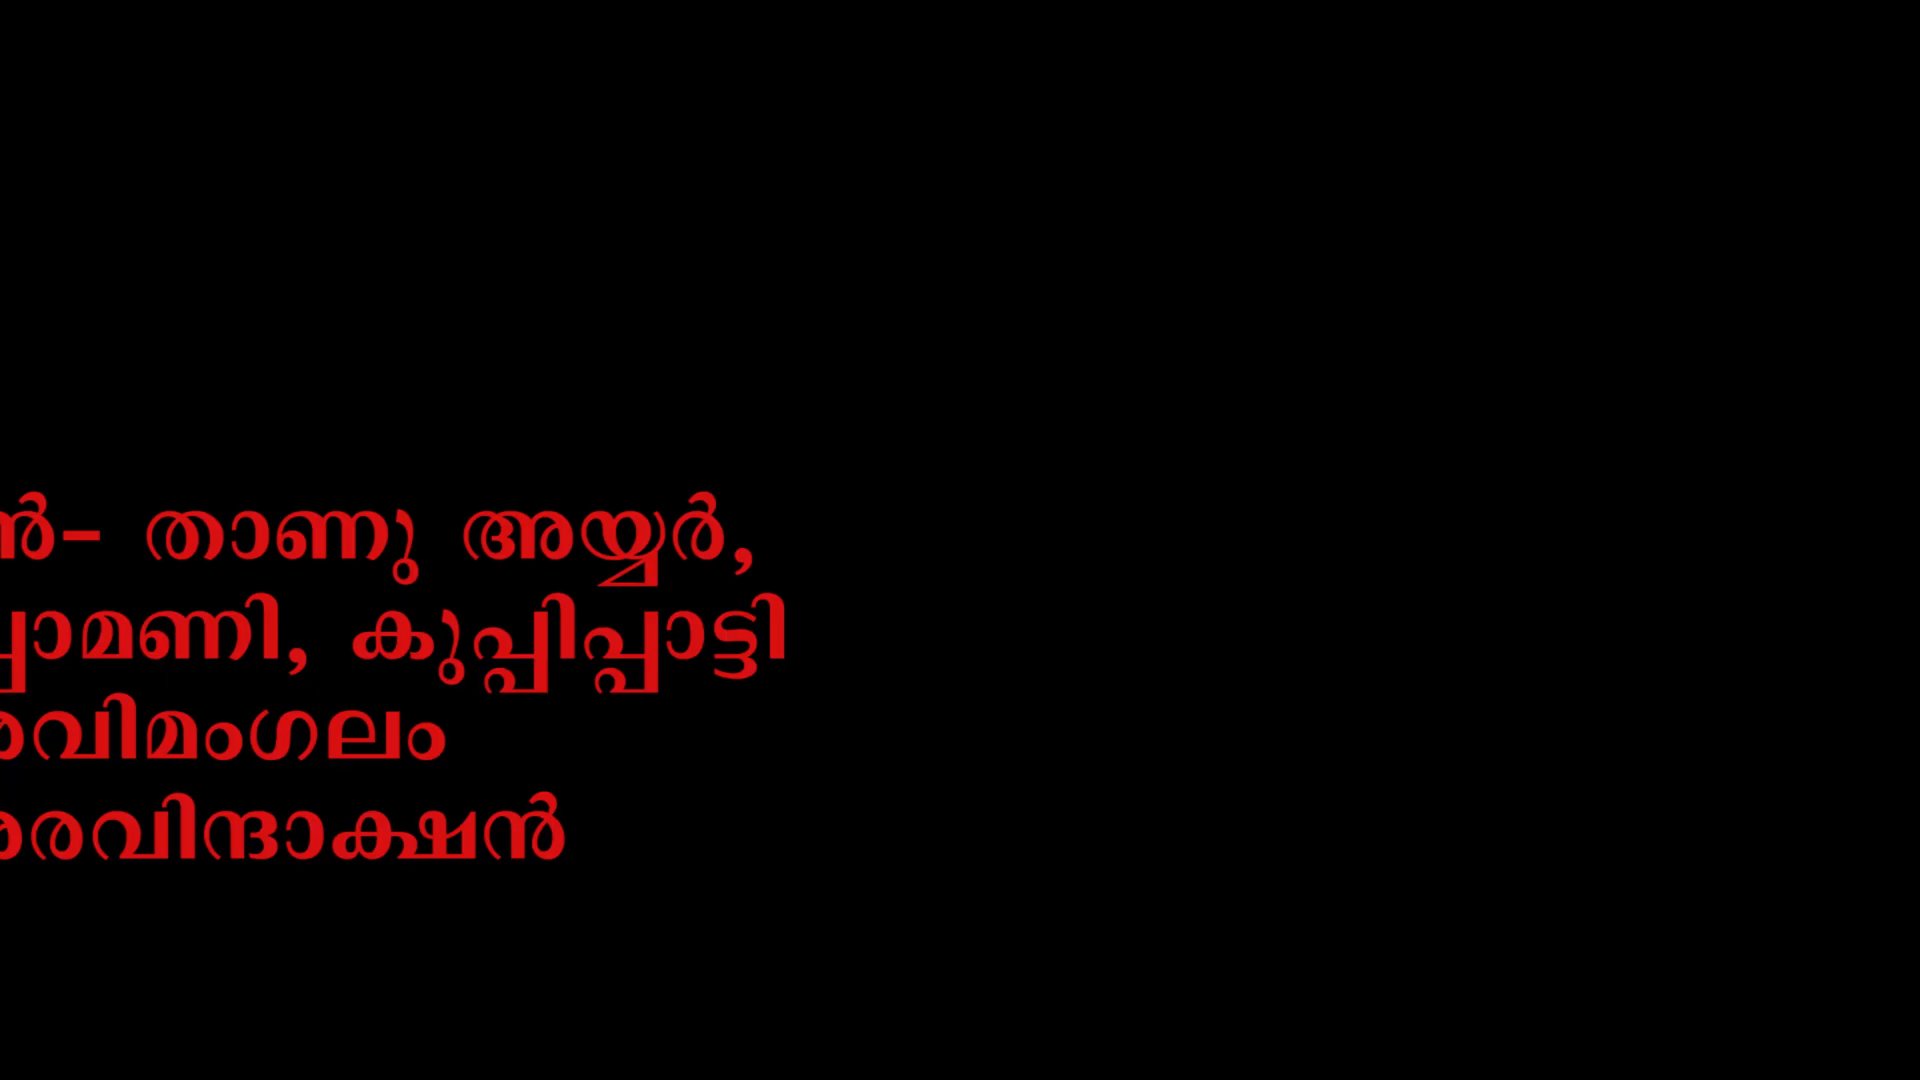 ൻ- താണു അയ്യർ,
പ്പാമണി, കുപ്പിപ്പാട്ടി
രവിമംഗലം
രവിന്ദാക്ഷൻ